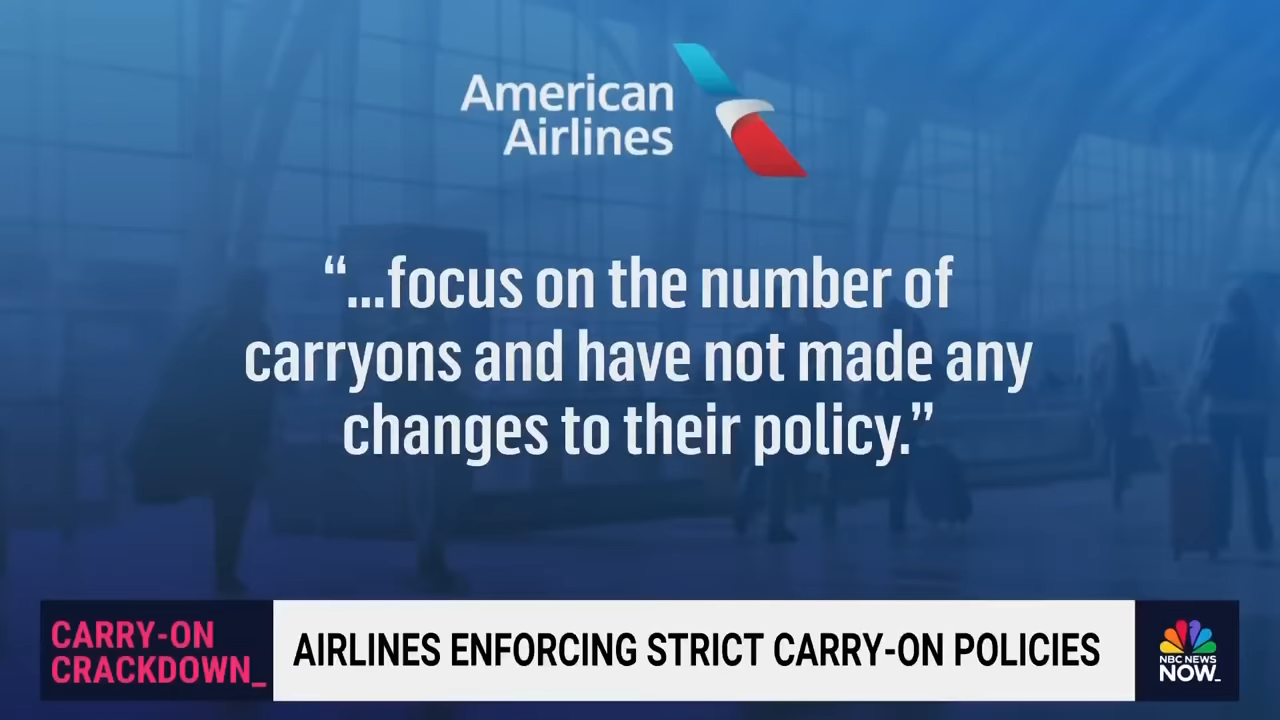 American
Airlines
“...focus on the number of
carryons and have not made any
changes to their policy.”
CARRY-ON
CRACKDOWN_
AIRLINES ENFORCING STRICT CARRY-ON POLICIES
NBC NEWS
NOW_